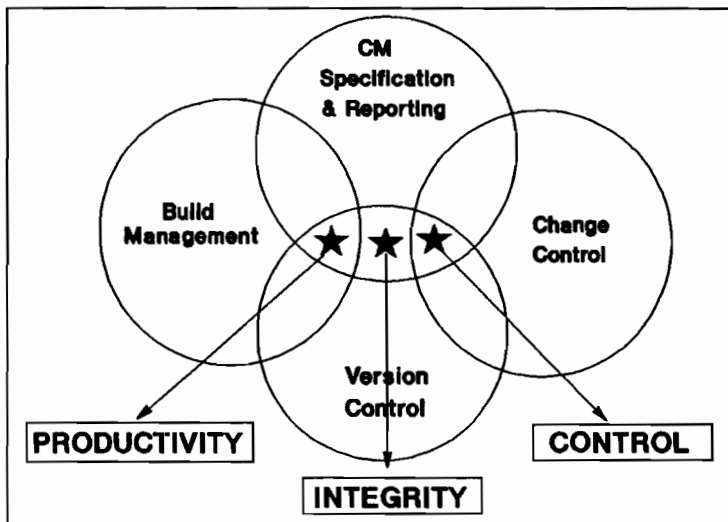 CM
Specification
& Reporting
Build
Management
Change
Control
Version
Control
PRODUCTIVITY
CONTROL
INTEGRITY